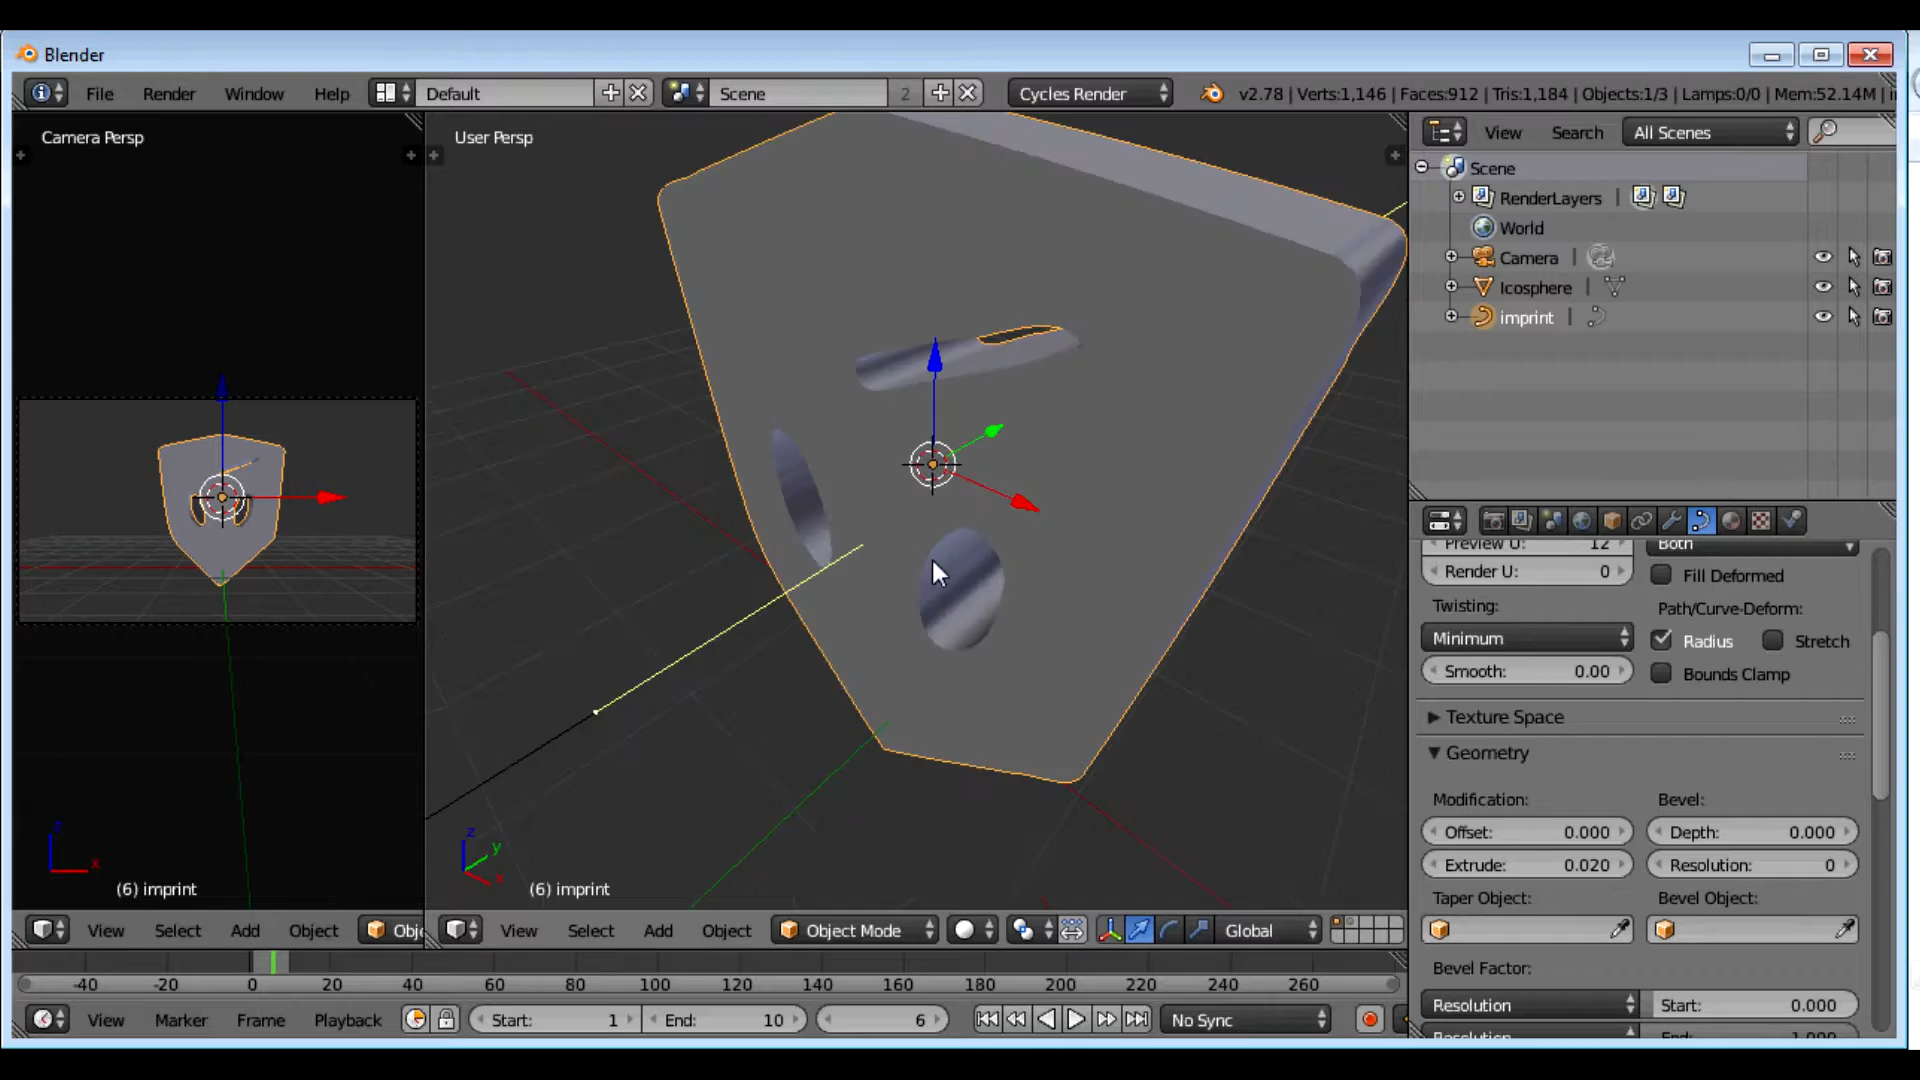 Blender
File Render Window Help Default Scene 2 Cycles Render v2.78 | Verts:1,146 | Faces:912 | Tris:1,184 | Objects:1/3 | Lamps:0/0 | Mem:52.14M |
Camera Persp
User Persp
View Search All Scenes
Scene
RenderLayers
World
Camera
Icosphere
imprint
Preview U: 12 Both
Render U: 0 Fill Deformed
Twisting: Path/Curve-Deform:
Minimum Radius Stretch
Smooth: 0.00 Bounds Clamp
Texture Space
Geometry
Modification: Bevel:
Offset: 0.000 Depth: 0.000
Extrude: 0.020 Resolution: 0
Taper Object: Bevel Object:
Bevel Factor:
Resolution Start: 0.000
Resolution End: 1.000
z
x
(6) imprint
z
y
x
(6) imprint
View Select Add Object Obj
View Select Add Object Object Mode Global
-40 -20 0 20 40 60 80 100 120 140 160 180 200 220 240 260
View Marker Frame Playback Start: 1 End: 10 6 No Sync